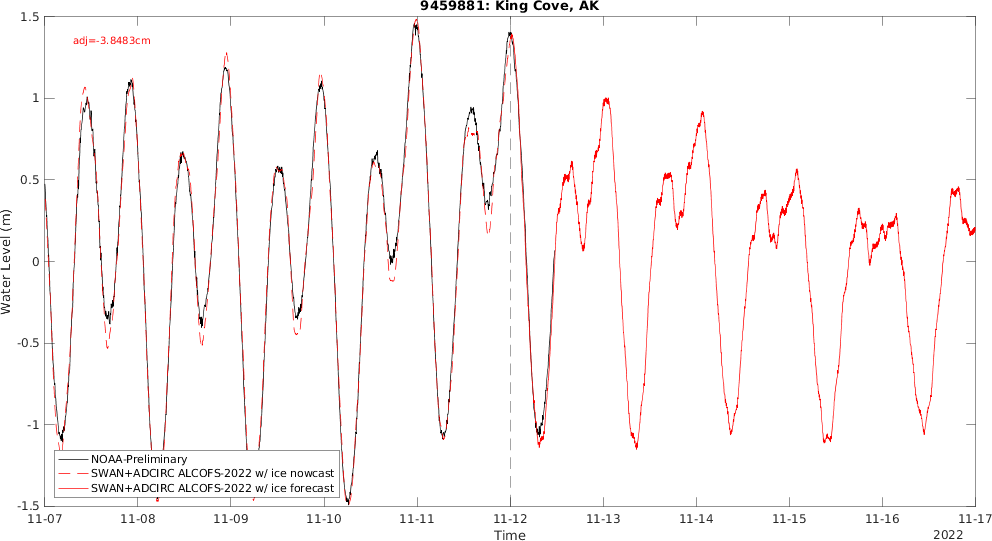 9459881: King Cove, AK
adj=-3.8483cm
Water Level (m)
1.5
1
0.5
0
-0.5
-1
-1.5
NOAA-Preliminary
SWAN+ADCIRC ALCOFS-2022 w/ ice nowcast
SWAN+ADCIRC ALCOFS-2022 w/ ice forecast
11-07 11-08 11-09 11-10 11-11 11-12 11-13 11-14 11-15 11-16 11-17
Time
2022